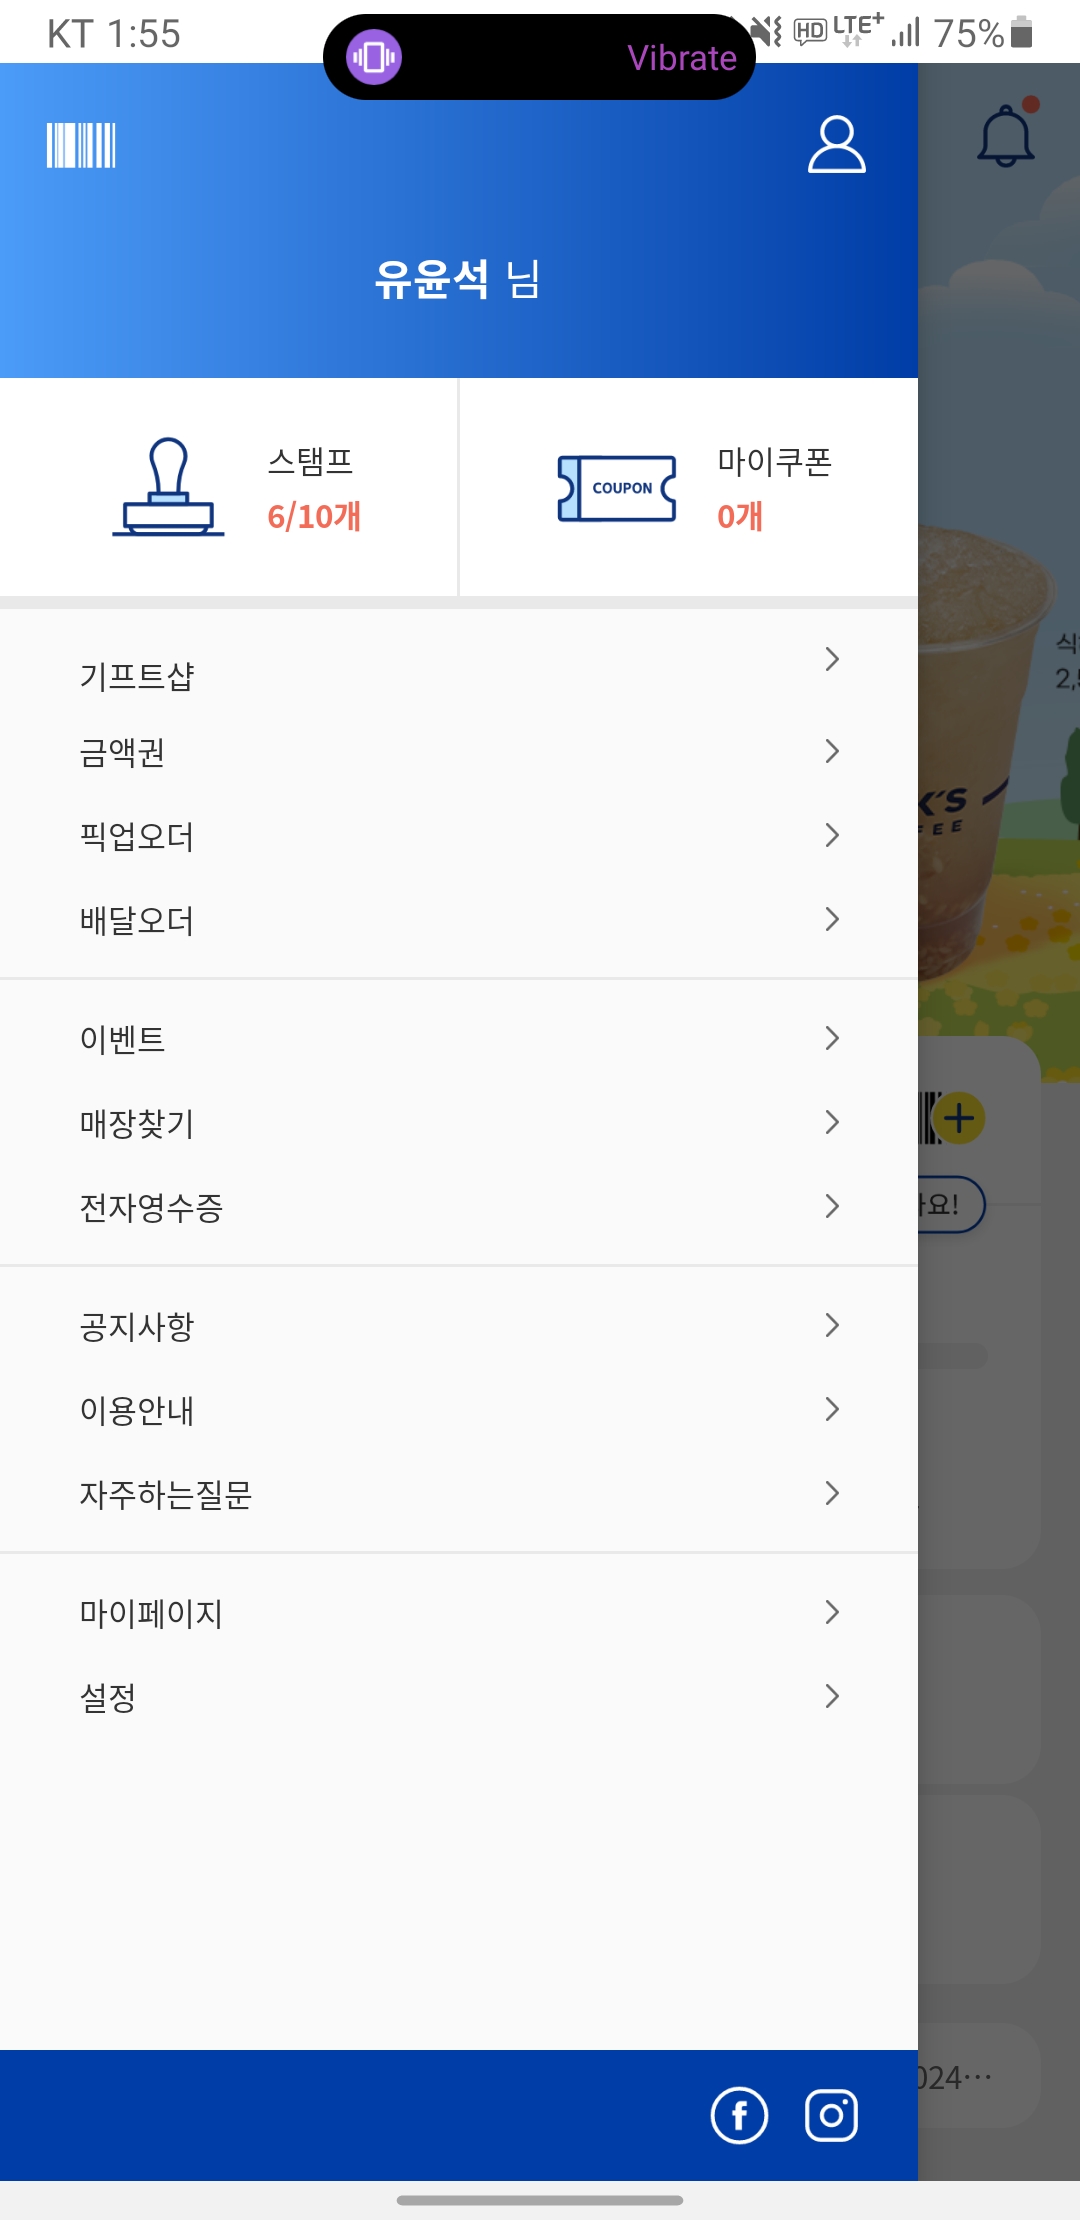 KT 1:55
Vibrate
HD LTE+ 75%
유윤석 님
스탬프
6/10개
COUPON
마이쿠폰
0개
기프트샵
금액권
픽업오더
배달오더
이벤트
매장찾기
전자영수증
공지사항
이용안내
자주하는질문
마이페이지
설정
K'S
요!
024···